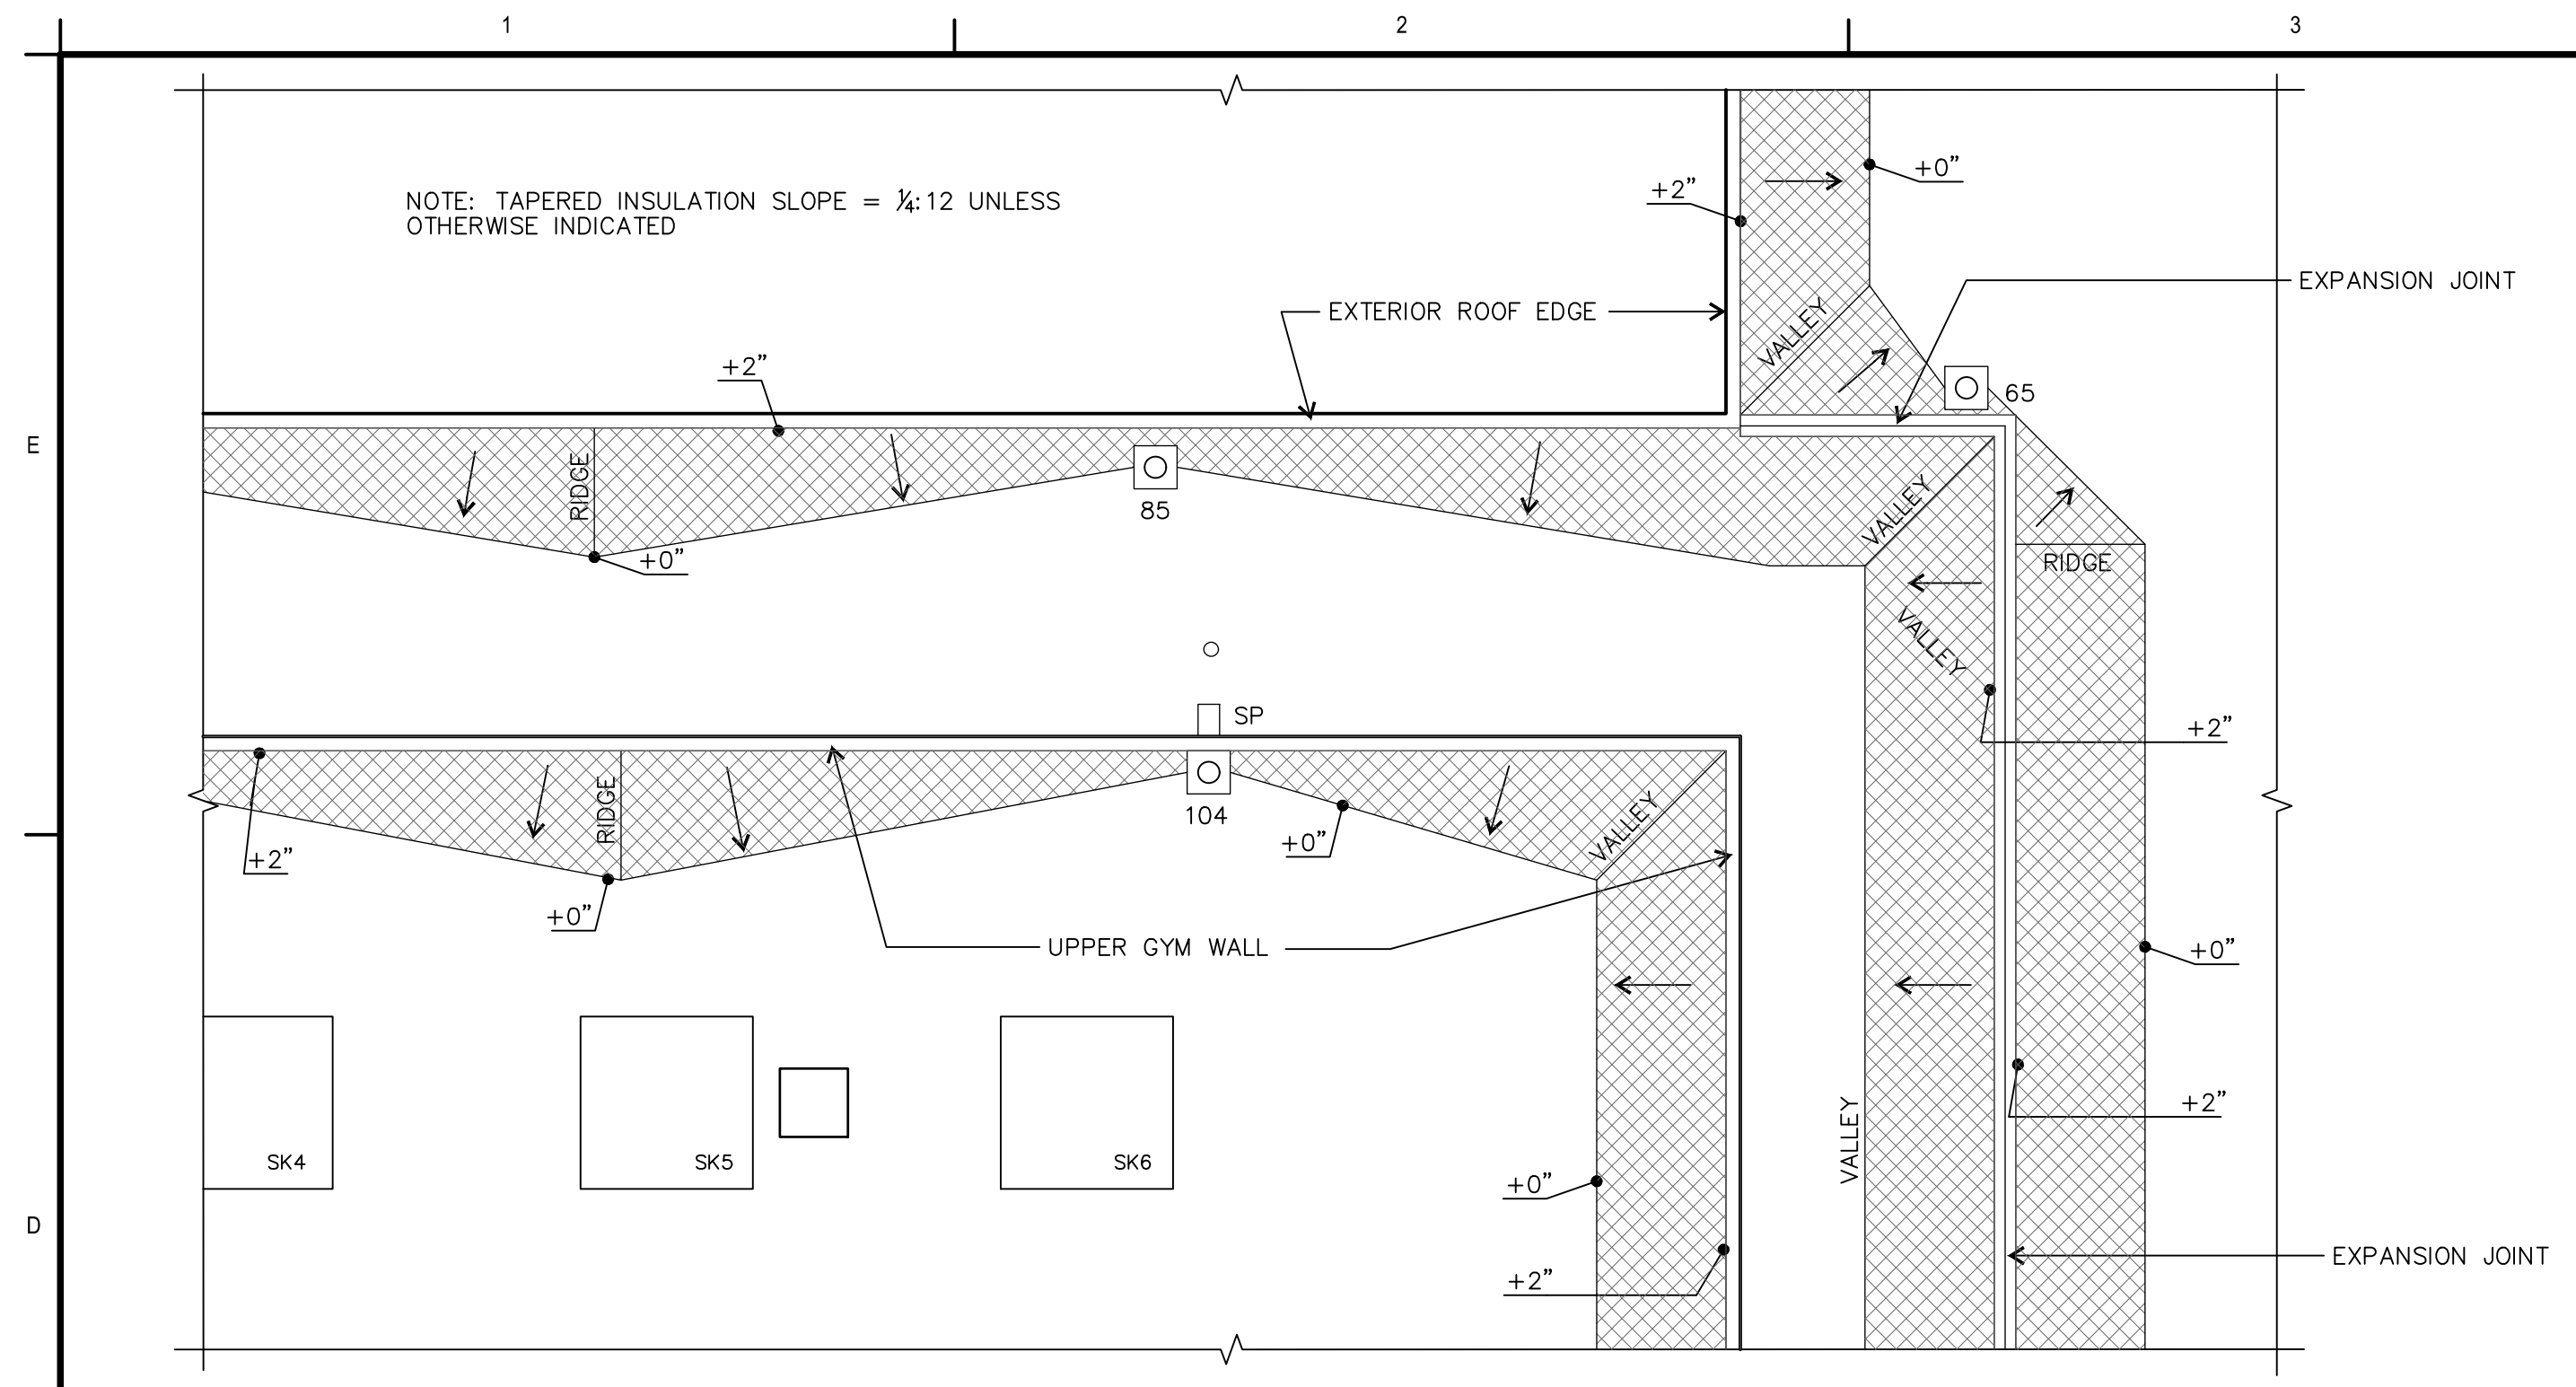 1
2
3
+0”
+2”
NOTE: TAPERED INSULATION SLOPE = ¼:12 UNLESS
OTHERWISE INDICATED
EXPANSION JOINT
EXTERIOR ROOF EDGE
VALLEY
+2”
65
E
RIDGE
85
VALLEY
+0”
RIDGE
VALLEY
SP
+2”
RIDGE
104
VALLEY
+0”
+2”
+0”
UPPER GYM WALL
+0”
+2”
VALLEY
SK4
SK5
SK6
+0”
D
+2”
EXPANSION JOINT